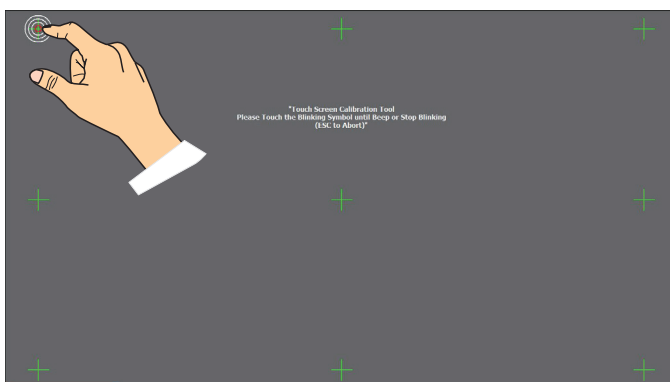 "Touch Screen Calibration Tool
Please Touch the Blinking Symbol until Beep or Stop Blinking
(ESC to Abort)"